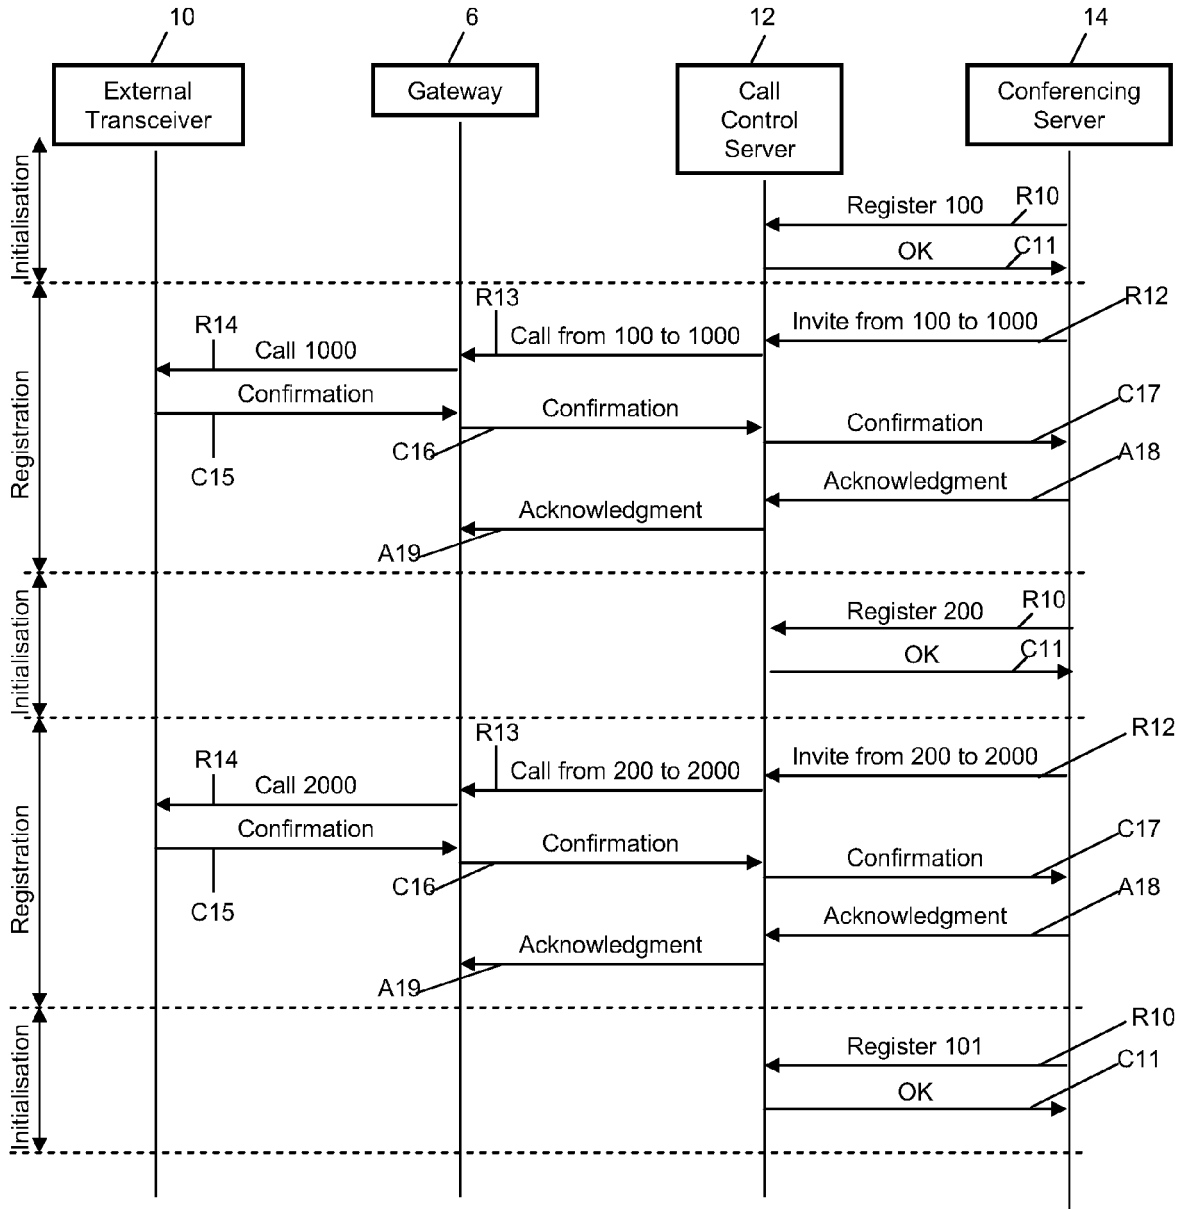 10
6
12
14
External
Transceiver
Gateway
Call
Control
Server
Conferencing
Server
Initialisation
Register 100
R10
OK
C11
Registration
R12
Invite from 100 to 1000
R13
Call from 100 to 1000
R14
Call 1000
Confirmation
C15
Confirmation
C16
Confirmation
C17
A18
Acknowledgment
Acknowledgment
A19
Initialisation
Register 200
R10
OK
C11
Registration
R12
Invite from 200 to 2000
R13
Call from 200 to 2000
R14
Call 2000
Confirmation
C15
Confirmation
C16
Confirmation
C17
A18
Acknowledgment
Acknowledgment
A19
Initialisation
R10
Register 101
C11
OK